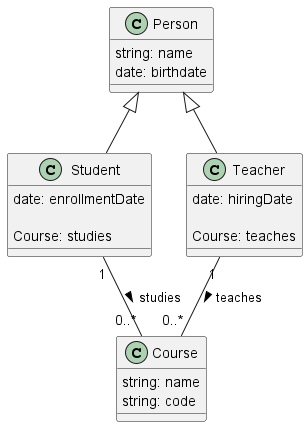 C Person
string: name
date: birthdate
C Student
date: enrollmentDate
Course: studies
C Teacher
date: hiringDate
Course: teaches
1
1
studies
teaches
0..*
0..*
C Course
string: name
string: code